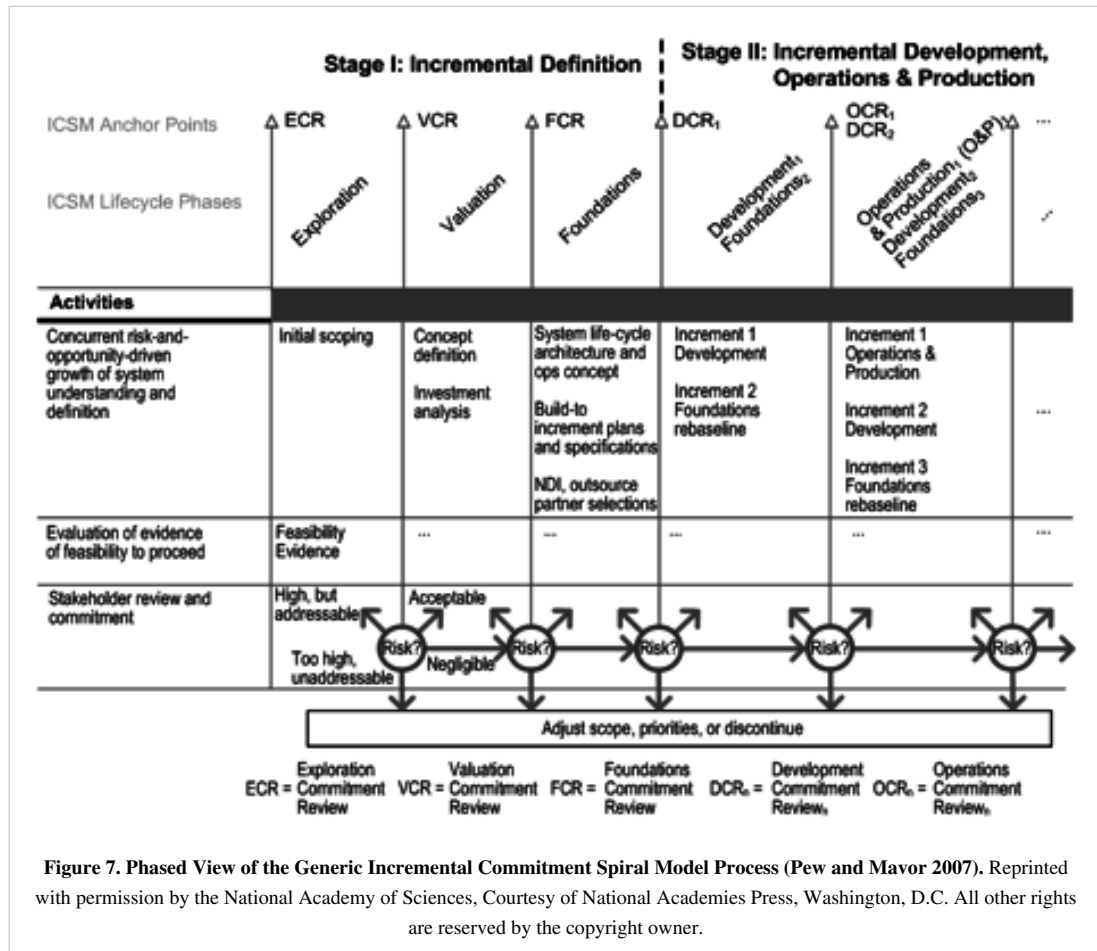 Stage I: Incremental Definition
Stage II: Incremental Development,
Operations & Production
ICSM Anchor Points
ECR
VCR
FCR
DCR₁
OCR₁
DCR₂
...
ICSM Lifecycle Phases
Exploration
Valuation
Foundations
Development₁
Foundations₂
Operations
& Production₁ (O&P)
Development₂
Foundations₃
...
Activities
Concurrent risk-and-
opportunity-driven
growth of system
understanding and
definition
Initial scoping
Concept
definition
Investment
analysis
System life-cycle
architecture and
ops concept
Build-to
increment plans
and specifications
NDI, outsource
partner selections
Increment 1
Development
Increment 2
Foundations
rebaseline
Increment 1
Operations &
Production
Increment 2
Development
Increment 3
Foundations
rebaseline
...
Evaluation of evidence
of feasibility to proceed
Feasibility
Evidence
...
...
...
...
...
Stakeholder review and
commitment
High, but
addressable
Acceptable
Too high,
unaddressable
Negligible
Risk?
Risk?
Risk?
Risk?
Risk?
Adjust scope, priorities, or discontinue
ECR = Exploration Commitment Review
VCR = Valuation Commitment Review
FCR = Foundations Commitment Review
DCRₙ = Development Commitment Reviewₙ
OCRₙ = Operations Commitment Reviewₙ
Figure 7. Phased View of the Generic Incremental Commitment Spiral Model Process (Pew and Mavor 2007). Reprinted
with permission by the National Academy of Sciences, Courtesy of National Academies Press, Washington, D.C. All other rights
are reserved by the copyright owner.